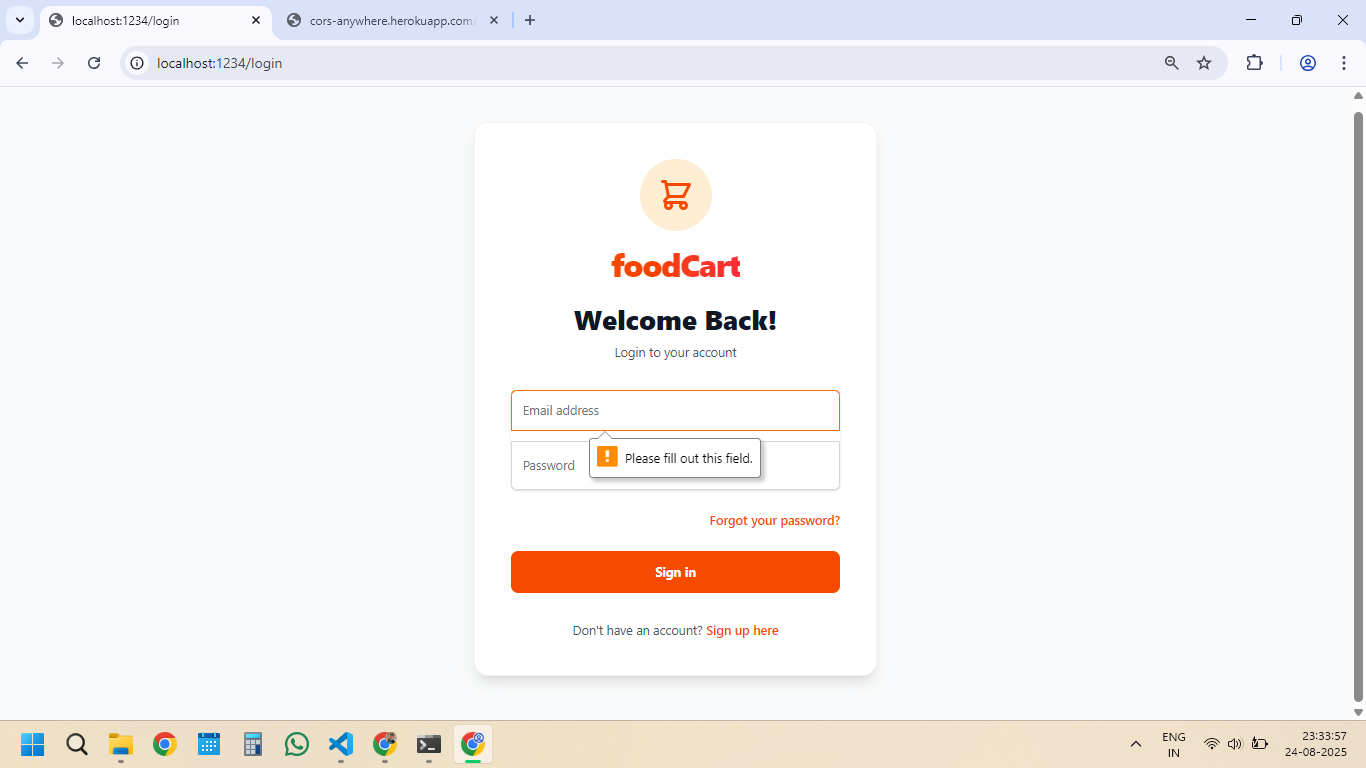 localhost:1234/login
cors-anywhere.herokuapp.com/
localhost:1234/login
foodCart
Welcome Back!
Login to your account
Email address
Please fill out this field.
Password
Forgot your password?
Sign in
Don't have an account? Sign up here
ENG
IN
23:33:57
24-08-2025